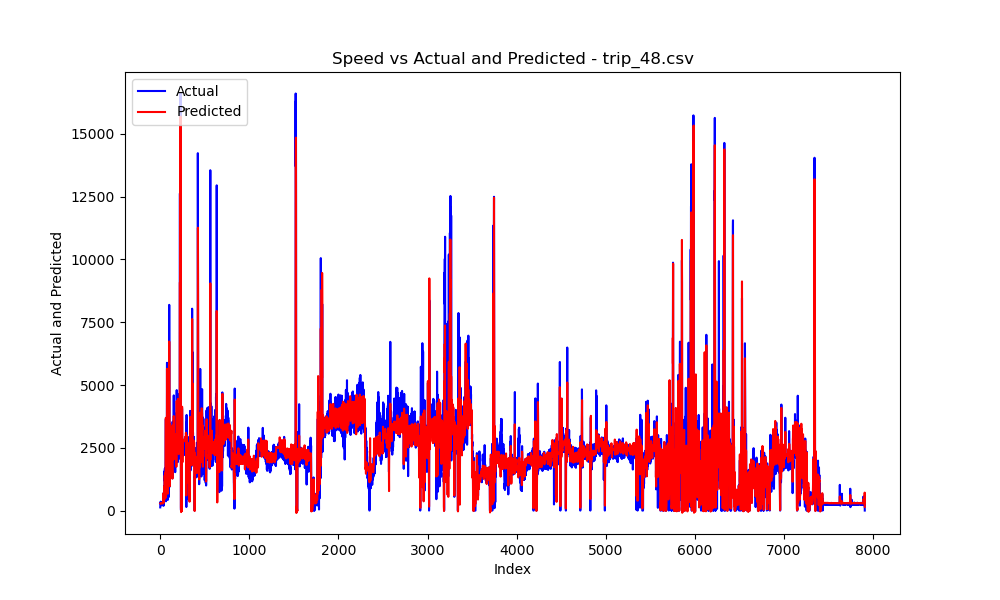 Speed vs Actual and Predicted - trip_48.csv
Actual
Predicted
15000
12500
10000
7500
5000
2500
0
Actual and Predicted
0 1000 2000 3000 4000 5000 6000 7000 8000
Index